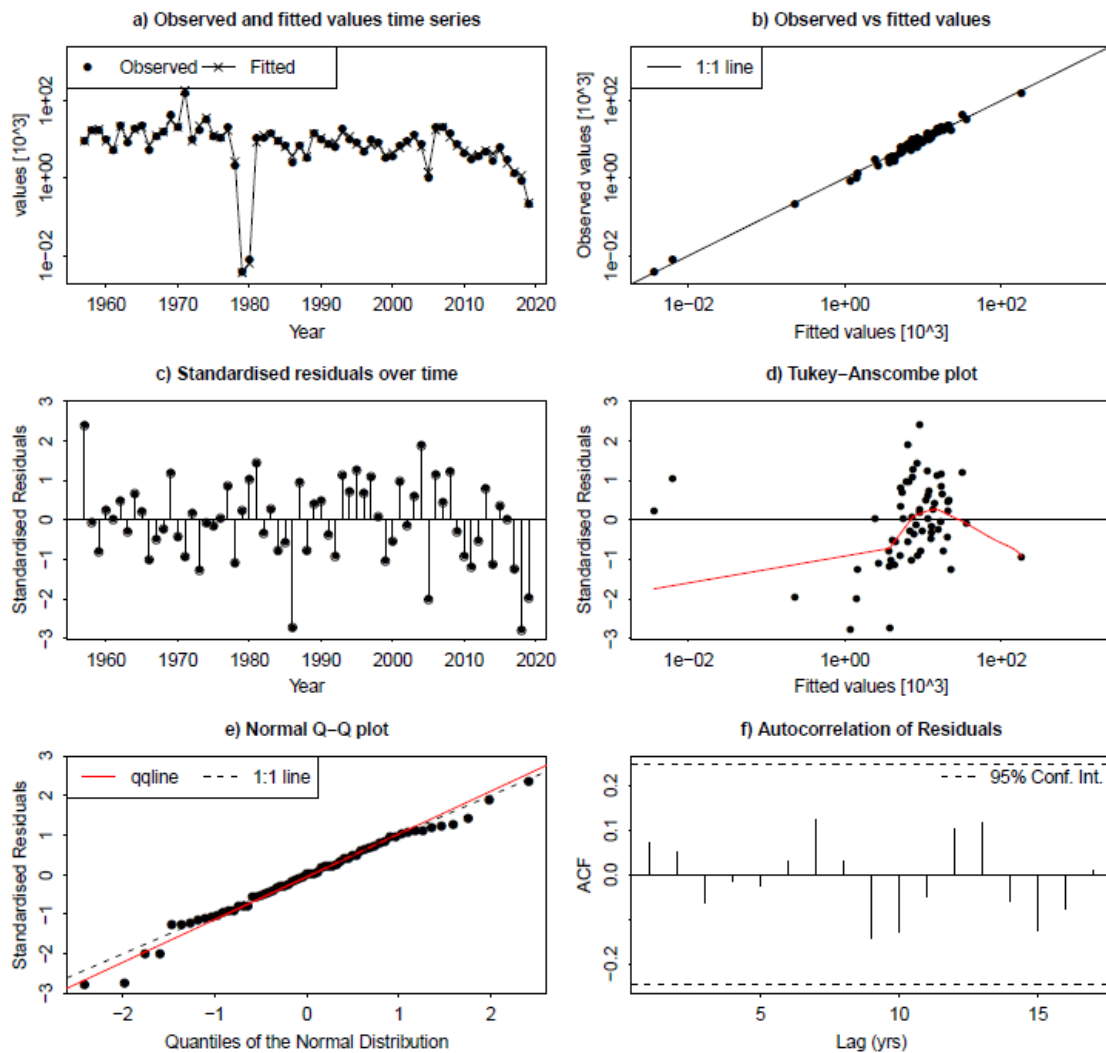 a) Observed and fitted values time series
Observed Fitted
values [10^3]
1e+02
1e+00
1e-02
1960 1970 1980 1990 2000 2010 2020
Year
b) Observed vs fitted values
1:1 line
Observed values [10^3]
1e+02
1e+00
1e-02
1e-02 1e+00 1e+02
Fitted values [10^3]
c) Standardised residuals over time
Standardised Residuals
3
2
1
0
-1
-2
-3
1960 1970 1980 1990 2000 2010 2020
Year
d) Tukey-Anscombe plot
Standardised Residuals
3
2
1
0
-1
-2
-3
1e-02 1e+00 1e+02
Fitted values [10^3]
e) Normal Q-Q plot
qqline 1:1 line
Standardised Residuals
3
2
1
0
-1
-2
-3
-2 -1 0 1 2
Quantiles of the Normal Distribution
f) Autocorrelation of Residuals
95% Conf. Int.
ACF
0.2
0.1
0.0
-0.2
5 10 15
Lag (yrs)